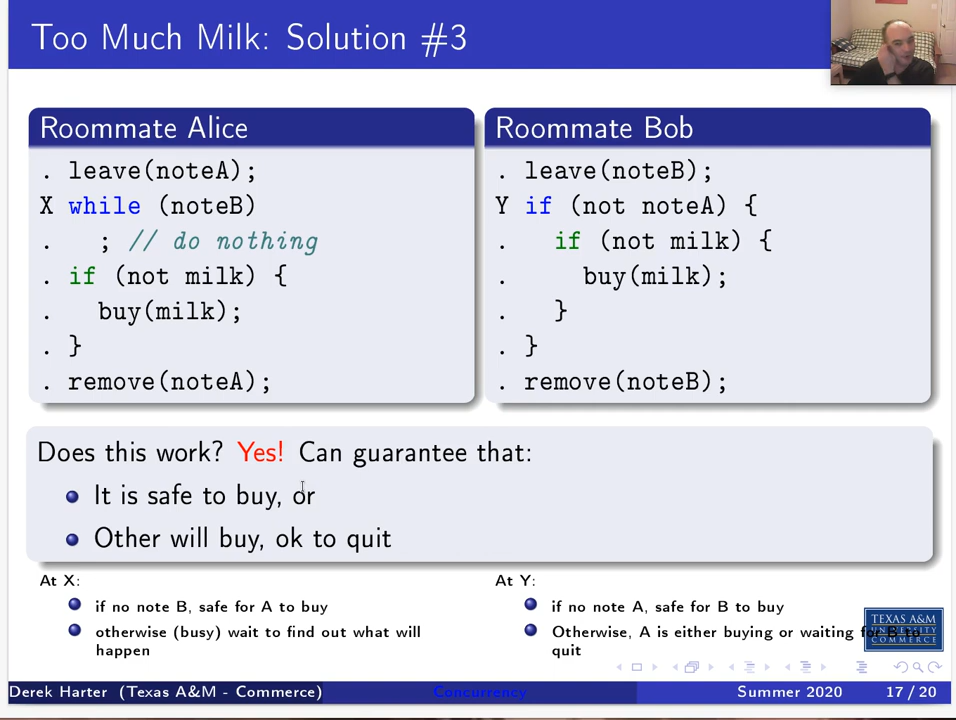 Too Much Milk: Solution #3
Roommate Alice
. leave(noteA);
X while (noteB)
. ; // do nothing
. if (not milk) {
. buy(milk);
. }
. remove(noteA);
Roommate Bob
. leave(noteB);
Y if (not noteA) {
. if (not milk) {
. buy(milk);
. }
. }
. remove(noteB);
Does this work? Yes! Can guarantee that:
It is safe to buy, or
Other will buy, ok to quit
At X:
if no note B, safe for A to buy
otherwise (busy) wait to find out what will
happen
At Y:
if no note A, safe for B to buy
Otherwise, A is either buying or waiting for B to
quit
TEXAS A&M
UNIVERSITY
COMMERCE
Derek Harter (Texas A&M - Commerce)
Concurrency
Summer 2020
17 / 20